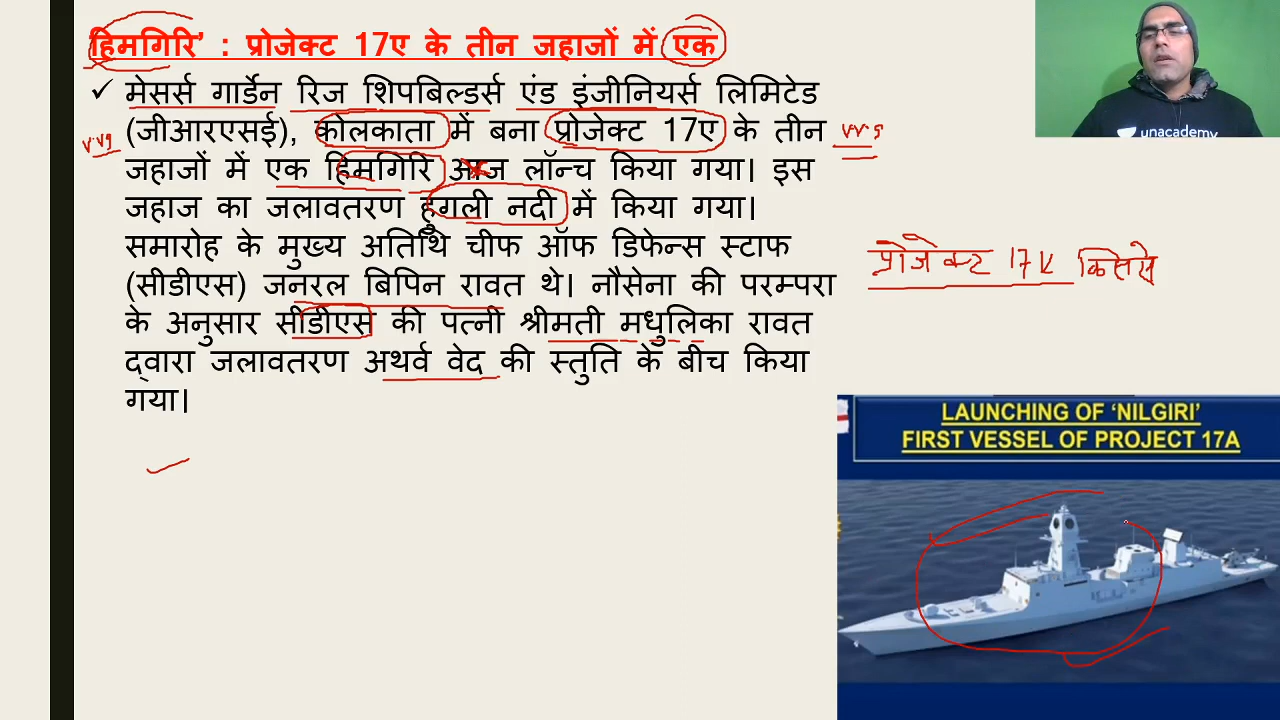 हिमगिरि' : प्रोजेक्ट 17ए के तीन जहाजों में एक
✓ मेसर्स गार्डेन रिज शिपबिल्डर्स एंड इंजीनियर्स लिमिटेड
(जीआरएसई), कोलकाता में बना प्रोजेक्ट 17ए के तीन
जहाजों में एक हिमगिरि आज लॉन्च किया गया। इस
जहाज का जलावतरण हुगली नदी में किया गया।
समारोह के मुख्य अतिथि चीफ ऑफ डिफेन्स स्टाफ
(सीडीएस) जनरल बिपिन रावत थे। नौसेना की परम्परा
के अनुसार सीडीएस की पत्नी श्रीमती मधुलिका रावत
द्वारा जलावतरण अथर्व वेद की स्तुति के बीच किया
गया।
unacademy
प्रोजेक्ट 17
LAUNCHING OF 'NILGIRI'
FIRST VESSEL OF PROJECT 17A